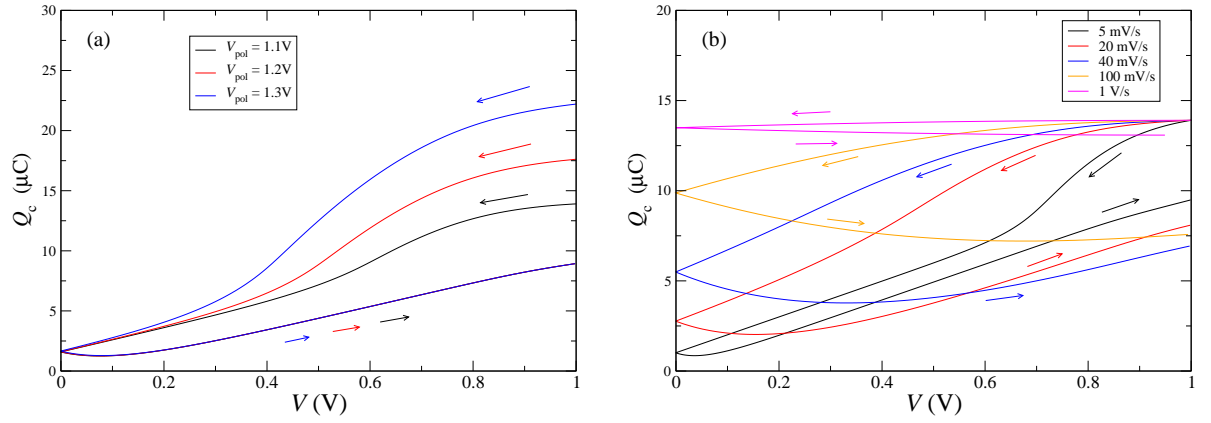 (a)
V_pol = 1.1V
V_pol = 1.2V
V_pol = 1.3V
30
25
20
15
10
5
0
Q_c (μC)
0 0.2 0.4 0.6 0.8 1
V (V)
(b)
5 mV/s
20 mV/s
40 mV/s
100 mV/s
1 V/s
20
15
10
5
0
Q_c (μC)
0 0.2 0.4 0.6 0.8 1
V (V)